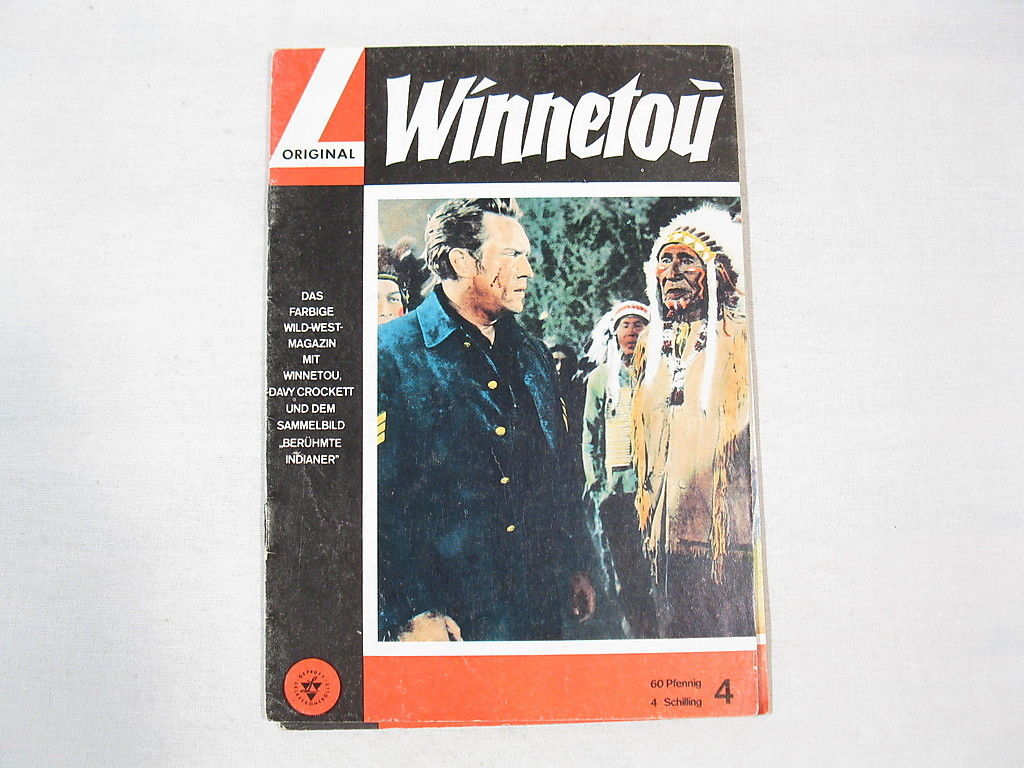 ORIGINAL
Winnetou
DAS
FARBIGE
WILD-WEST-
MAGAZIN
MIT
WINNETOU,
DAVY CROCKETT
UND DEM
SAMMELBILD
„BERÜHMTE
INDIANER"
60 Pfennig
4 Schilling
4